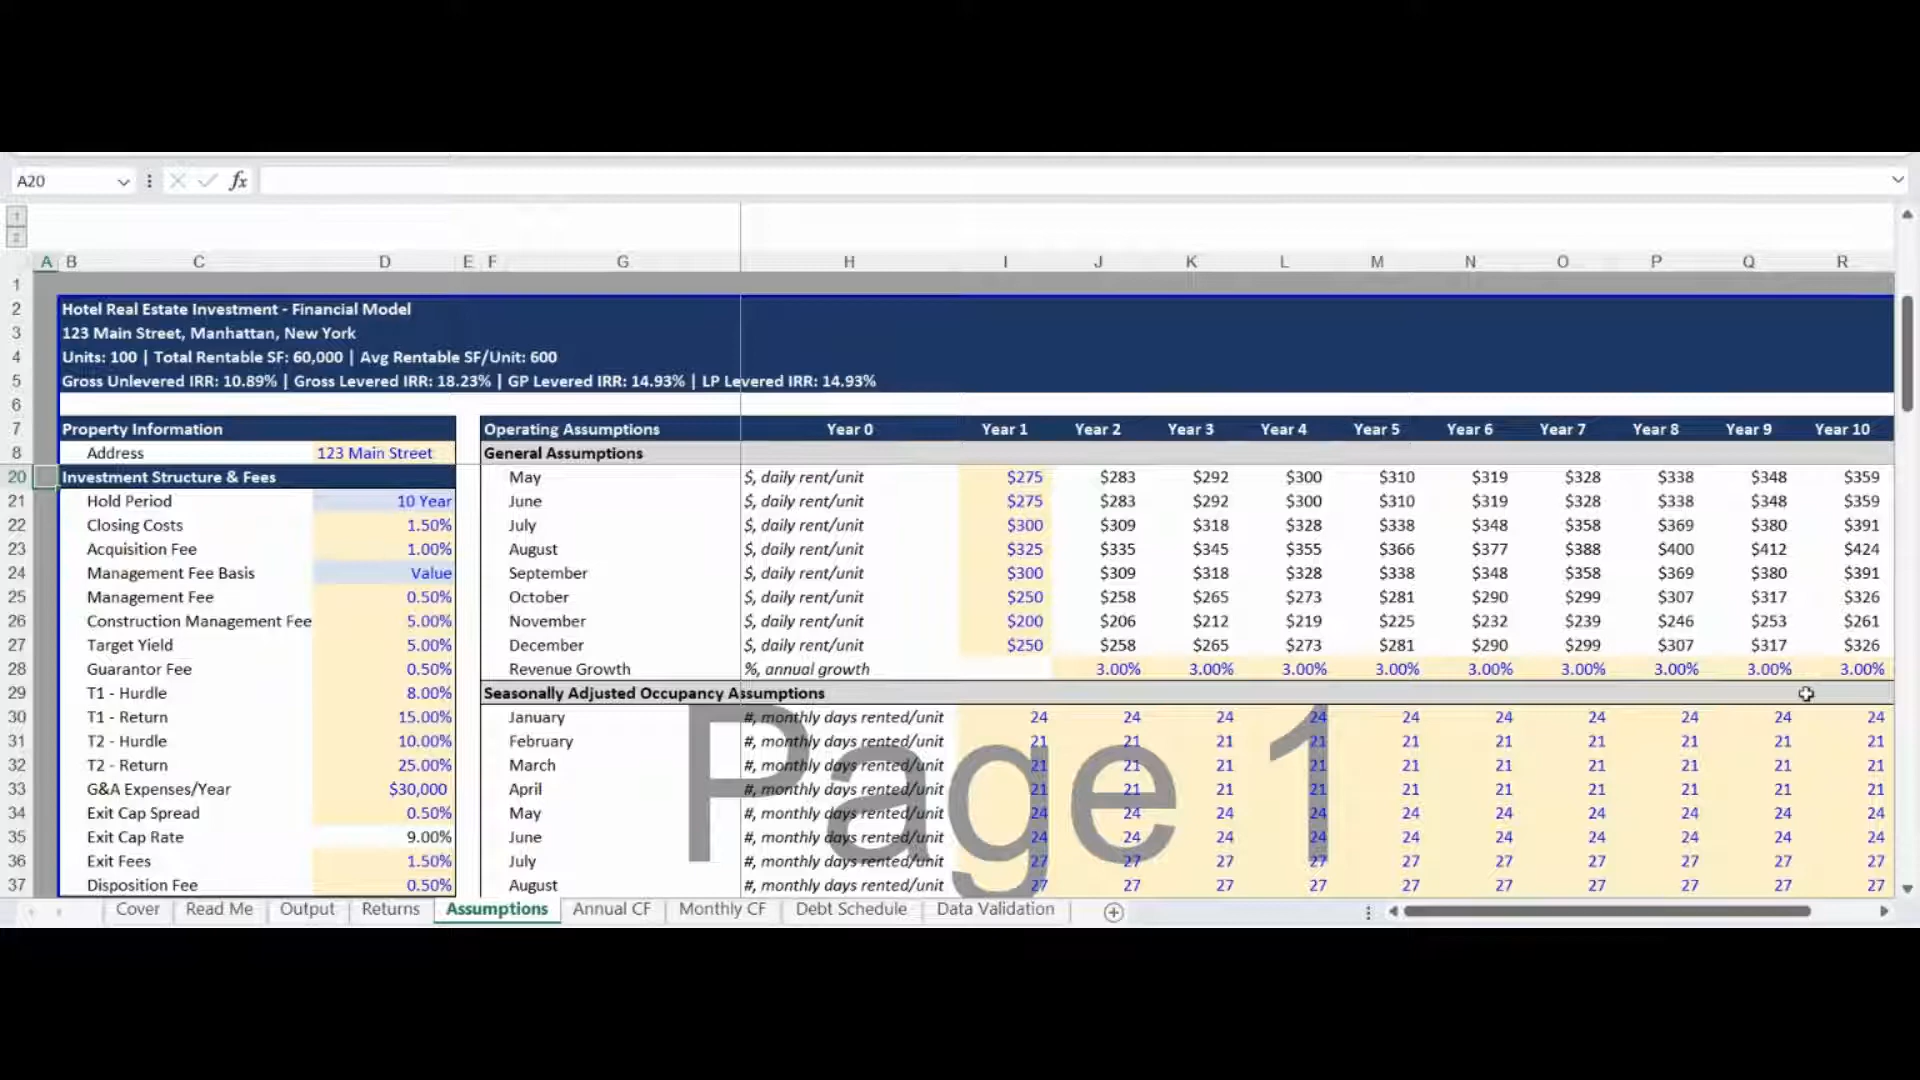 A20
fx
1
2
A B C D E F G H I J K L M N O P Q R
1
2 Hotel Real Estate Investment - Financial Model
3 123 Main Street, Manhattan, New York
4 Units: 100 | Total Rentable SF: 60,000 | Avg Rentable SF/Unit: 600
5 Gross Unlevered IRR: 10.89% | Gross Levered IRR: 18.23% | GP Levered IRR: 14.93% | LP Levered IRR: 14.93%
6
7 Property Information Operating Assumptions Year 0 Year 1 Year 2 Year 3 Year 4 Year 5 Year 6 Year 7 Year 8 Year 9 Year 10
8 Address 123 Main Street General Assumptions
20 Investment Structure & Fees May $, daily rent/unit $275 $283 $292 $300 $310 $319 $328 $338 $348 $359
21 Hold Period 10 Year June $, daily rent/unit $275 $283 $292 $300 $310 $319 $328 $338 $348 $359
22 Closing Costs 1.50% July $, daily rent/unit $300 $309 $318 $328 $338 $348 $358 $369 $380 $391
23 Acquisition Fee 1.00% August $, daily rent/unit $325 $335 $345 $355 $366 $377 $388 $400 $412 $424
24 Management Fee Basis Value September $, daily rent/unit $300 $309 $318 $328 $338 $348 $358 $369 $380 $391
25 Management Fee 0.50% October $, daily rent/unit $250 $258 $265 $273 $281 $290 $299 $307 $317 $326
26 Construction Management Fee 5.00% November $, daily rent/unit $200 $206 $212 $219 $225 $232 $239 $246 $253 $261
27 Target Yield 5.00% December $, daily rent/unit $250 $258 $265 $273 $281 $290 $299 $307 $317 $326
28 Guarantor Fee 0.50% Revenue Growth %, annual growth 3.00% 3.00% 3.00% 3.00% 3.00% 3.00% 3.00% 3.00% 3.00%
29 T1 - Hurdle 8.00% Seasonally Adjusted Occupancy Assumptions
30 T1 - Return 15.00% January #, monthly days rented/unit 24 24 24 24 24 24 24 24 24 24
31 T2 - Hurdle 10.00% February #, monthly days rented/unit 21 21 21 21 21 21 21 21 21 21
32 T2 - Return 25.00% March #, monthly days rented/unit 21 21 21 21 21 21 21 21 21 21
33 G&A Expenses/Year $30,000 April #, monthly days rented/unit 21 21 21 21 21 21 21 21 21 21
34 Exit Cap Spread 0.50% May #, monthly days rented/unit 24 24 24 24 24 24 24 24 24 24
35 Exit Cap Rate 9.00% June #, monthly days rented/unit 24 24 24 24 24 24 24 24 24 24
36 Exit Fees 1.50% July #, monthly days rented/unit 27 27 27 27 27 27 27 27 27 27
37 Disposition Fee 0.50% August #, monthly days rented/unit 27 27 27 27 27 27 27 27 27 27
Page 1
Cover Read Me Output Returns Assumptions Annual CF Monthly CF Debt Schedule Data Validation